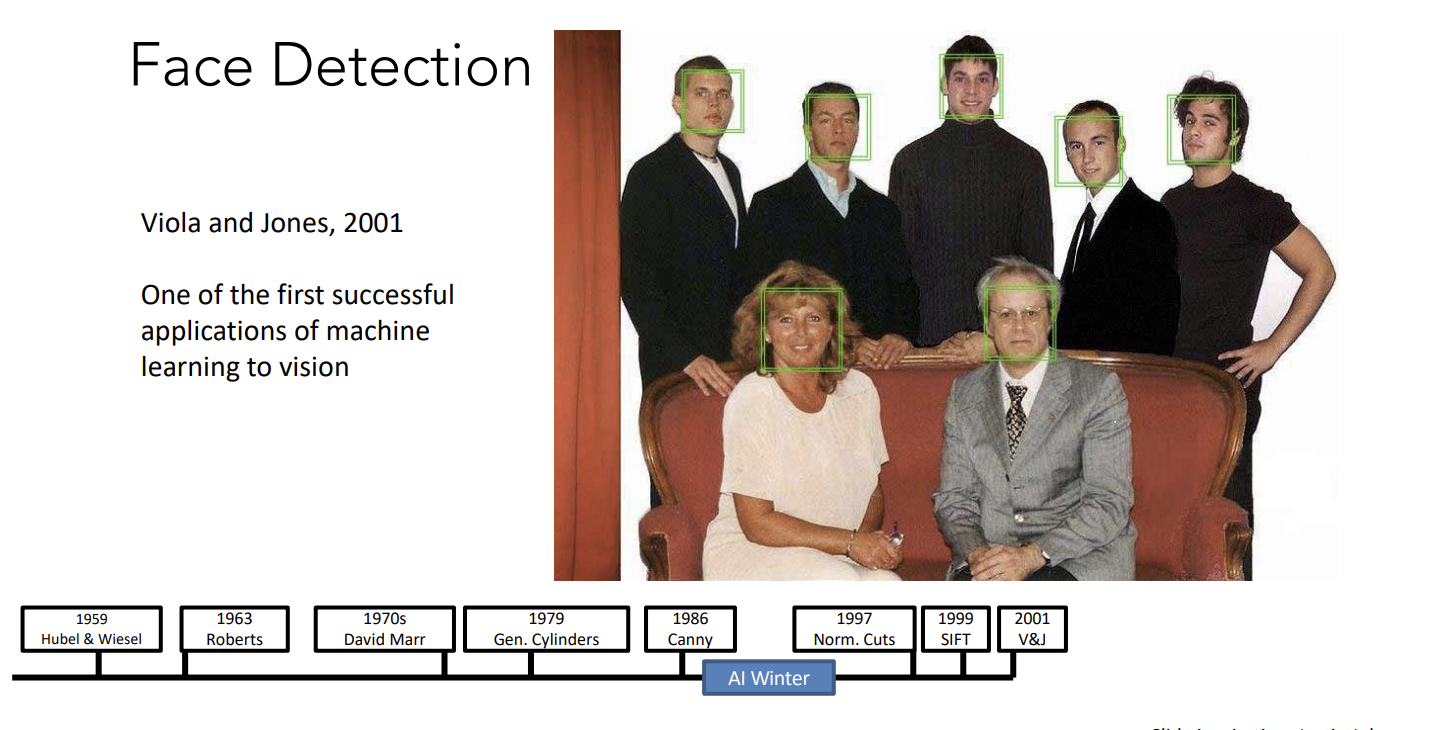 Face Detection
Viola and Jones, 2001
One of the first successful
applications of machine
learning to vision
1959
Hubel & Wiesel
1963
Roberts
1970s
David Marr
1979
Gen. Cylinders
1986
Canny
1997
Norm. Cuts
1999
SIFT
2001
V&J
AI Winter